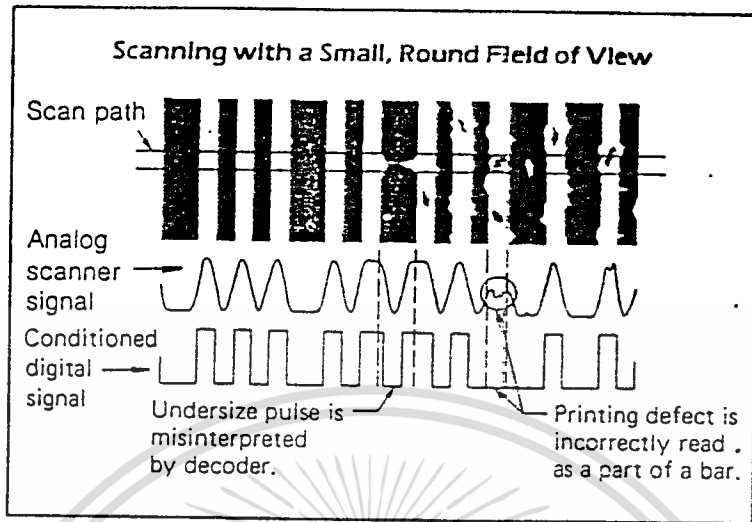 Scanning with a Small, Round Field of View
Scan path
Analog
scanner
signal
Conditioned
digital
signal
Undersize pulse is
misinterpreted
by decoder.
Printing defect is
incorrectly read
as a part of a bar.